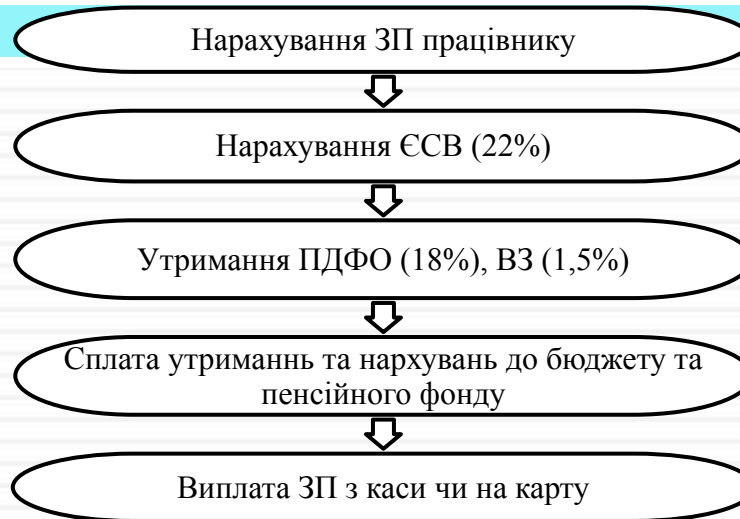 Нарахування ЗП працівнику
Нарахування ЄСВ (22%)
Утримання ПДФО (18%), ВЗ (1,5%)
Сплата утриманнь та нархувань до бюджету та
пенсійного фонду
Виплата ЗП з каси чи на карту